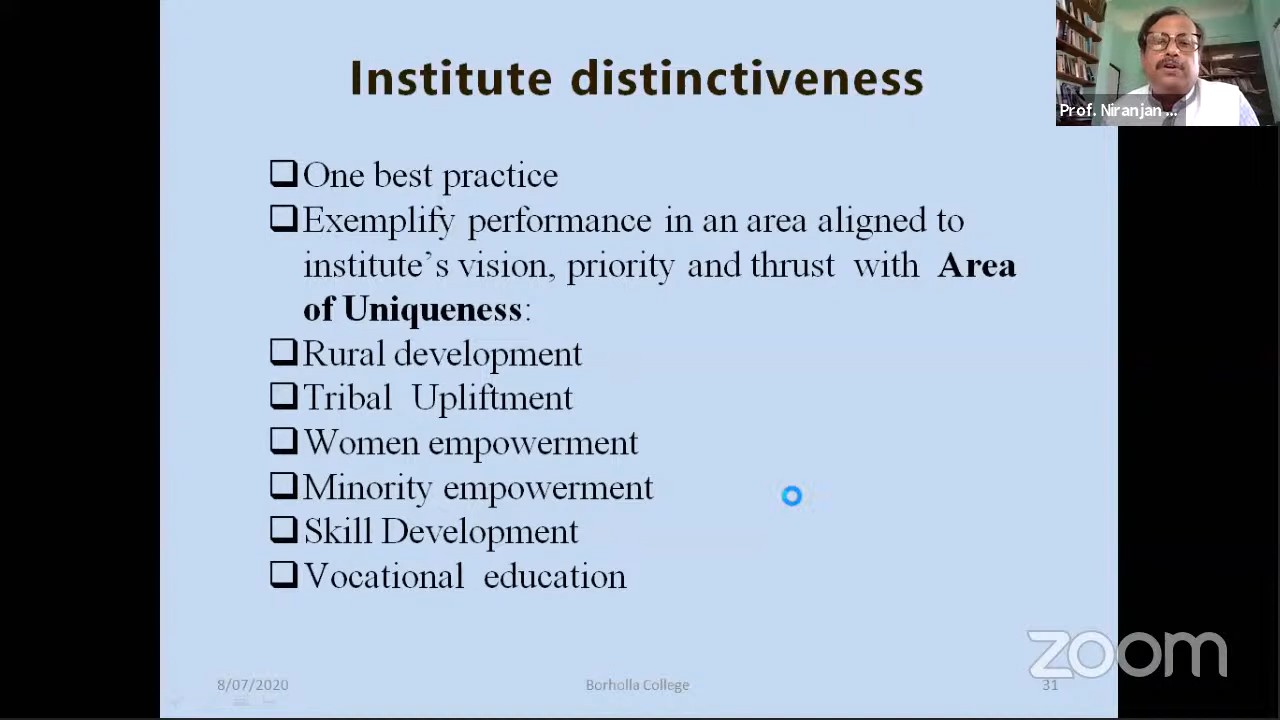 Institute distinctiveness
Prof. Niranjan ...
❑One best practice
❑Exemplify performance in an area aligned to
institute's vision, priority and thrust with Area
of Uniqueness:
❑Rural development
❑Tribal Upliftment
❑Women empowerment
❑Minority empowerment
❑Skill Development
❑Vocational education
zoom
8/07/2020 Borholla College 31